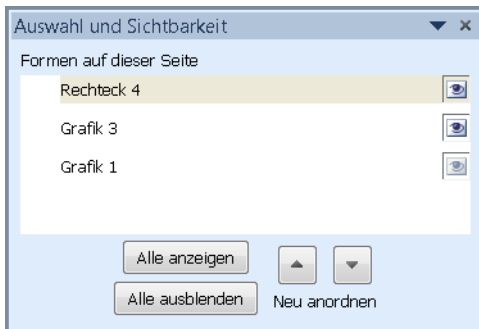 Auswahl und Sichtbarkeit
Formen auf dieser Seite
Rechteck 4
Grafik 3
Grafik 1
Alle anzeigen
Alle ausblenden
Neu anordnen